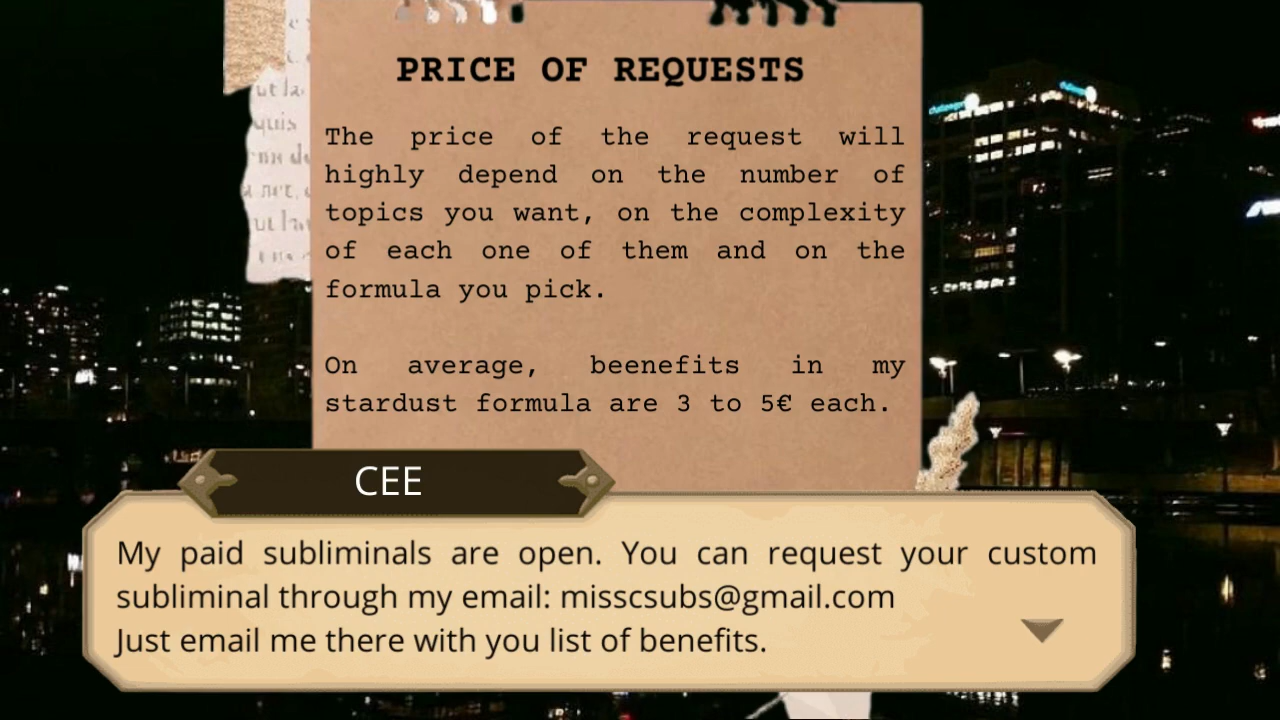 PRICE OF REQUESTS
The price of the request will
highly depend on the number of
topics you want, on the complexity
of each one of them and on the
formula you pick.
On average, beenefits in my
stardust formula are 3 to 5€ each.
CEE
My paid subliminals are open. You can request your custom
subliminal through my email: misscsubs@gmail.com
Just email me there with you list of benefits.